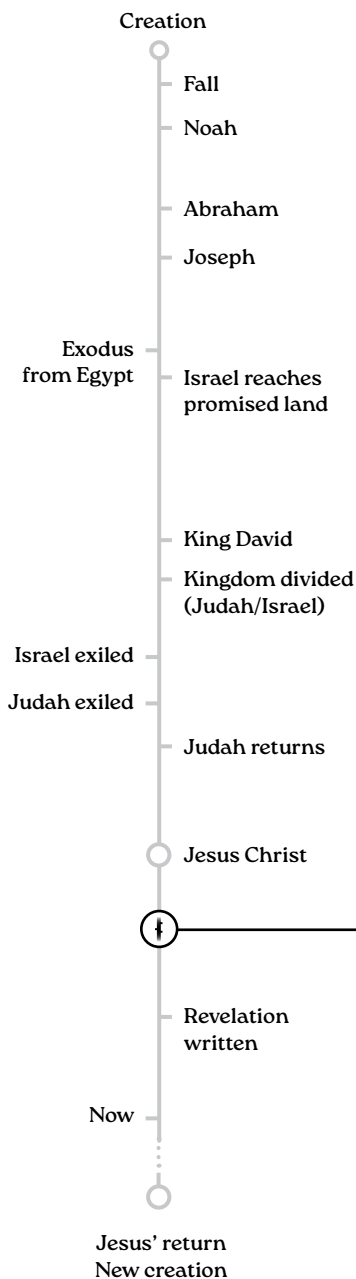 Creation
Fall
Noah
Abraham
Joseph
Exodus
from Egypt
Israel reaches
promised land
King David
Kingdom divided
(Judah/Israel)
Israel exiled
Judah exiled
Judah returns
Jesus Christ
Revelation
written
Now
Jesus’ return
New creation